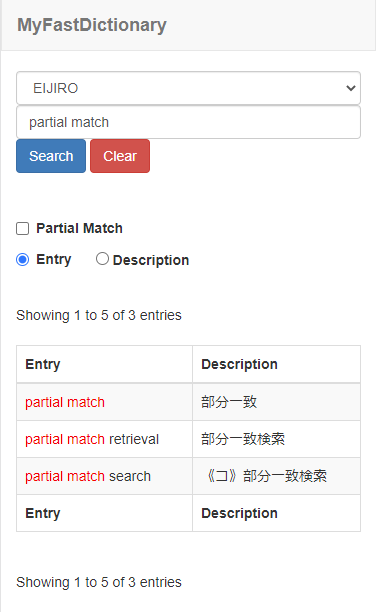 MyFastDictionary
EIJIRO
partial match
Search Clear
Partial Match
Entry Description
Showing 1 to 5 of 3 entries
Entry Description
partial match 部分一致
partial match retrieval 部分一致検索
partial match search 《コ》部分一致検索
Entry Description
Showing 1 to 5 of 3 entries